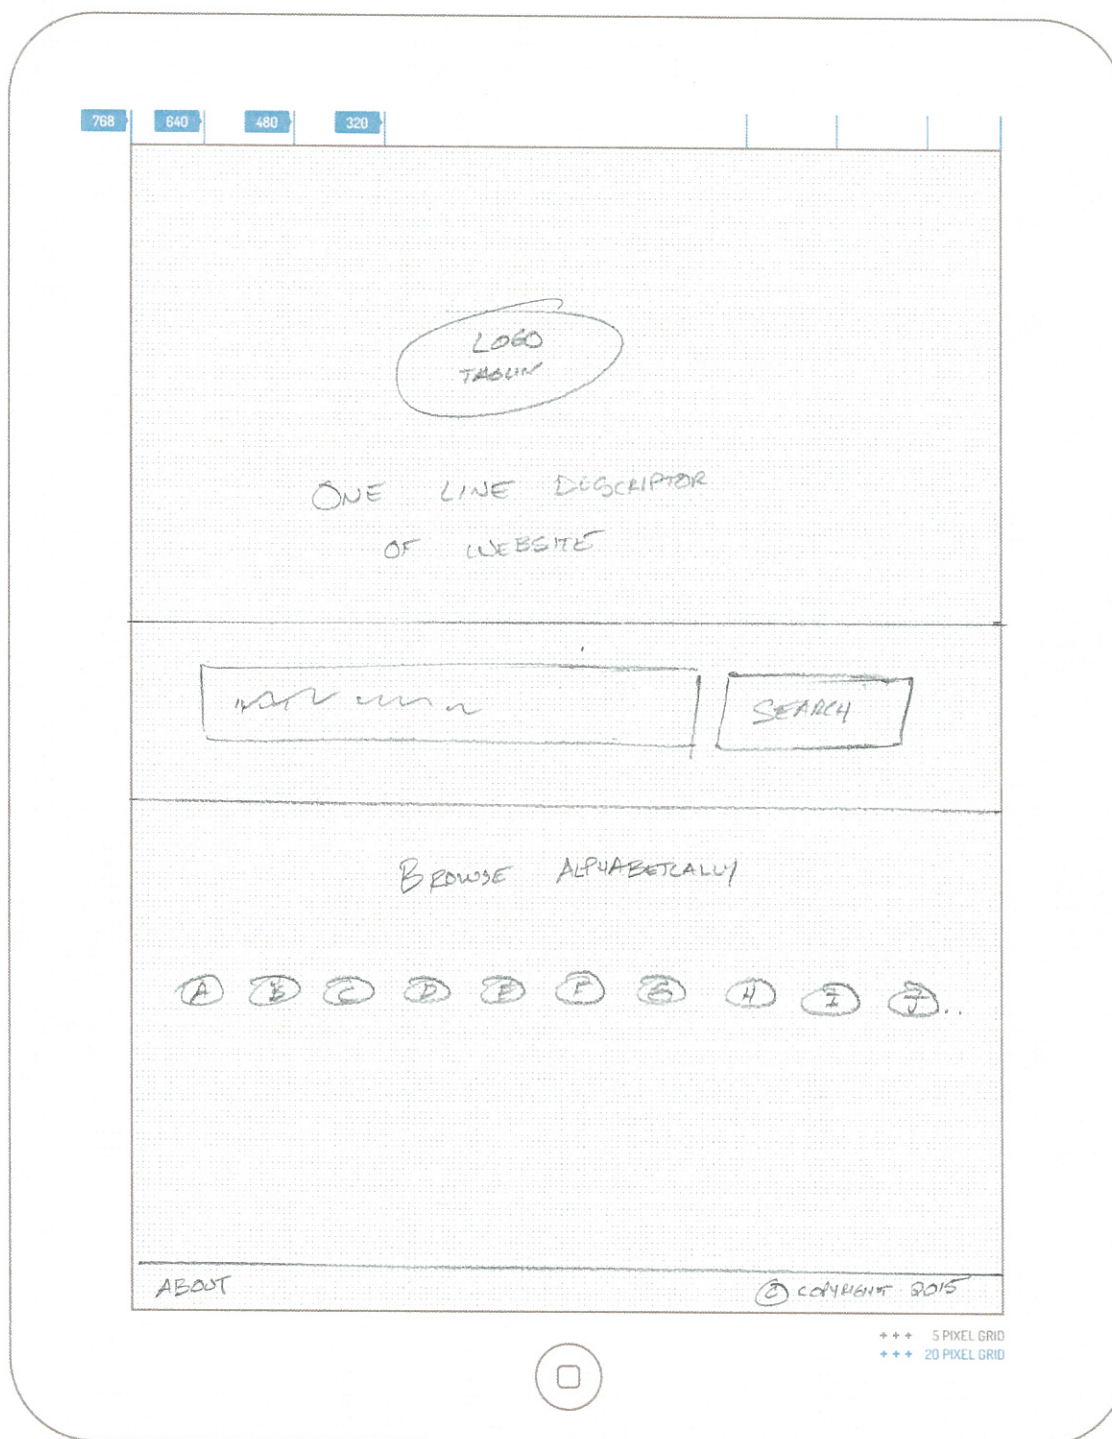 768 640 480 320
LOGO
TAGLIN
ONE LINE DESCRIPTOR
OF WEBSITE
SEARCH
BROWSE ALPHABETICALLY
A B C D E F G H I J..
ABOUT
© COPYRIGHT 2015
+++ 5 PIXEL GRID
+++ 20 PIXEL GRID